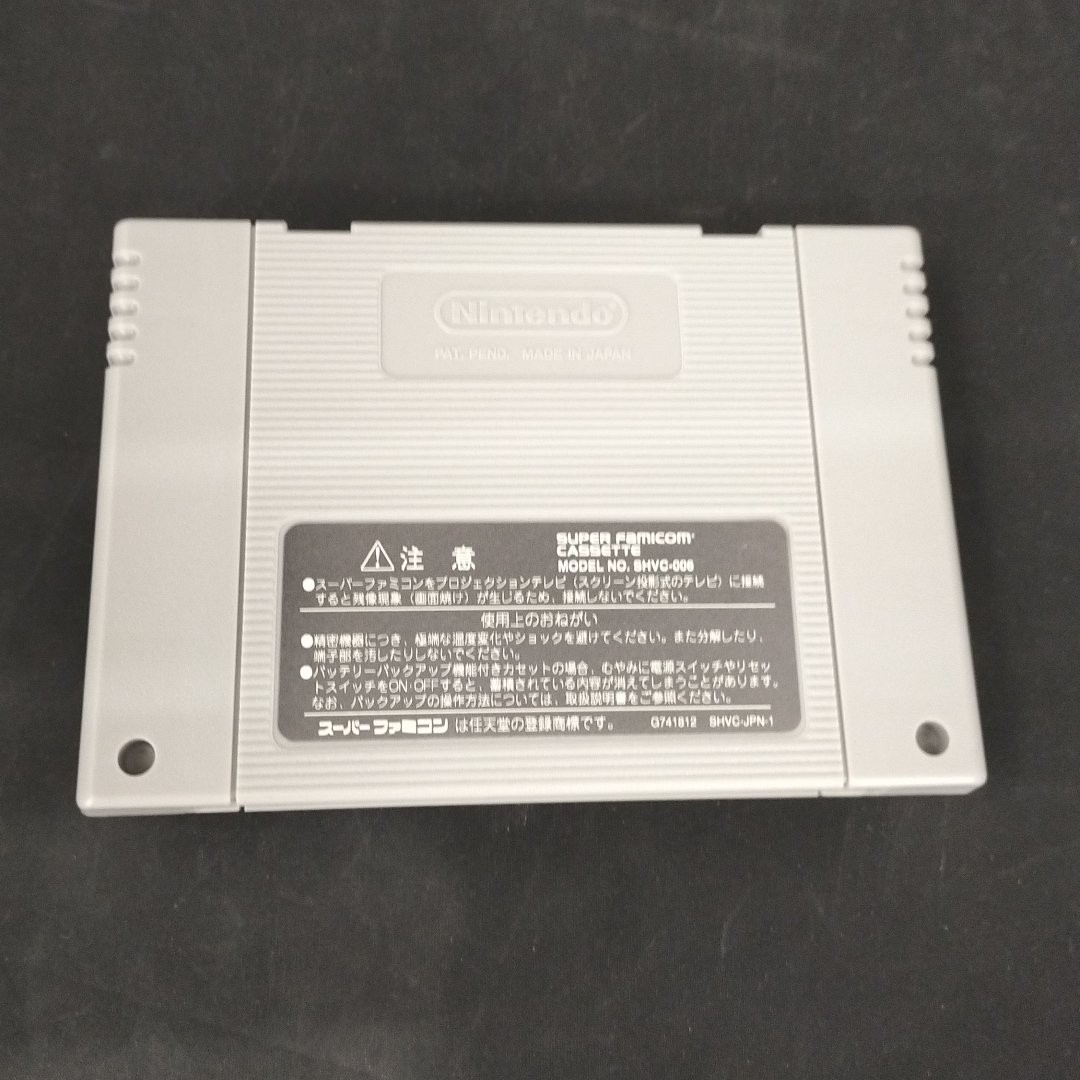 Nintendo
PAT. PEND. MADE IN JAPAN
⚠注 意
SUPER FAMICOM
CASSETTE
MODEL NO. SHVC-006
●スーパーファミコンをプロジェクションテレビ（スクリーン投影式のテレビ）に接続
すると残像現象（画面焼け）が生じるため、接続しないでください。
使用上のおねがい
●精密機器につき、極端な温度変化やショックを避けてください。また分解したり、
端子部を汚したりしないでください。
●バッテリーバックアップ機能付きカセットの場合、むやみに電源スイッチやリセッ
トスイッチをON・OFFすると、蓄積されている内容が消えてしまうことがあります。
なお、バックアップの操作方法については、取扱説明書をご参照ください。
スーパーファミコンは任天堂の登録商標です。 G741812 SHVC-JPN-1